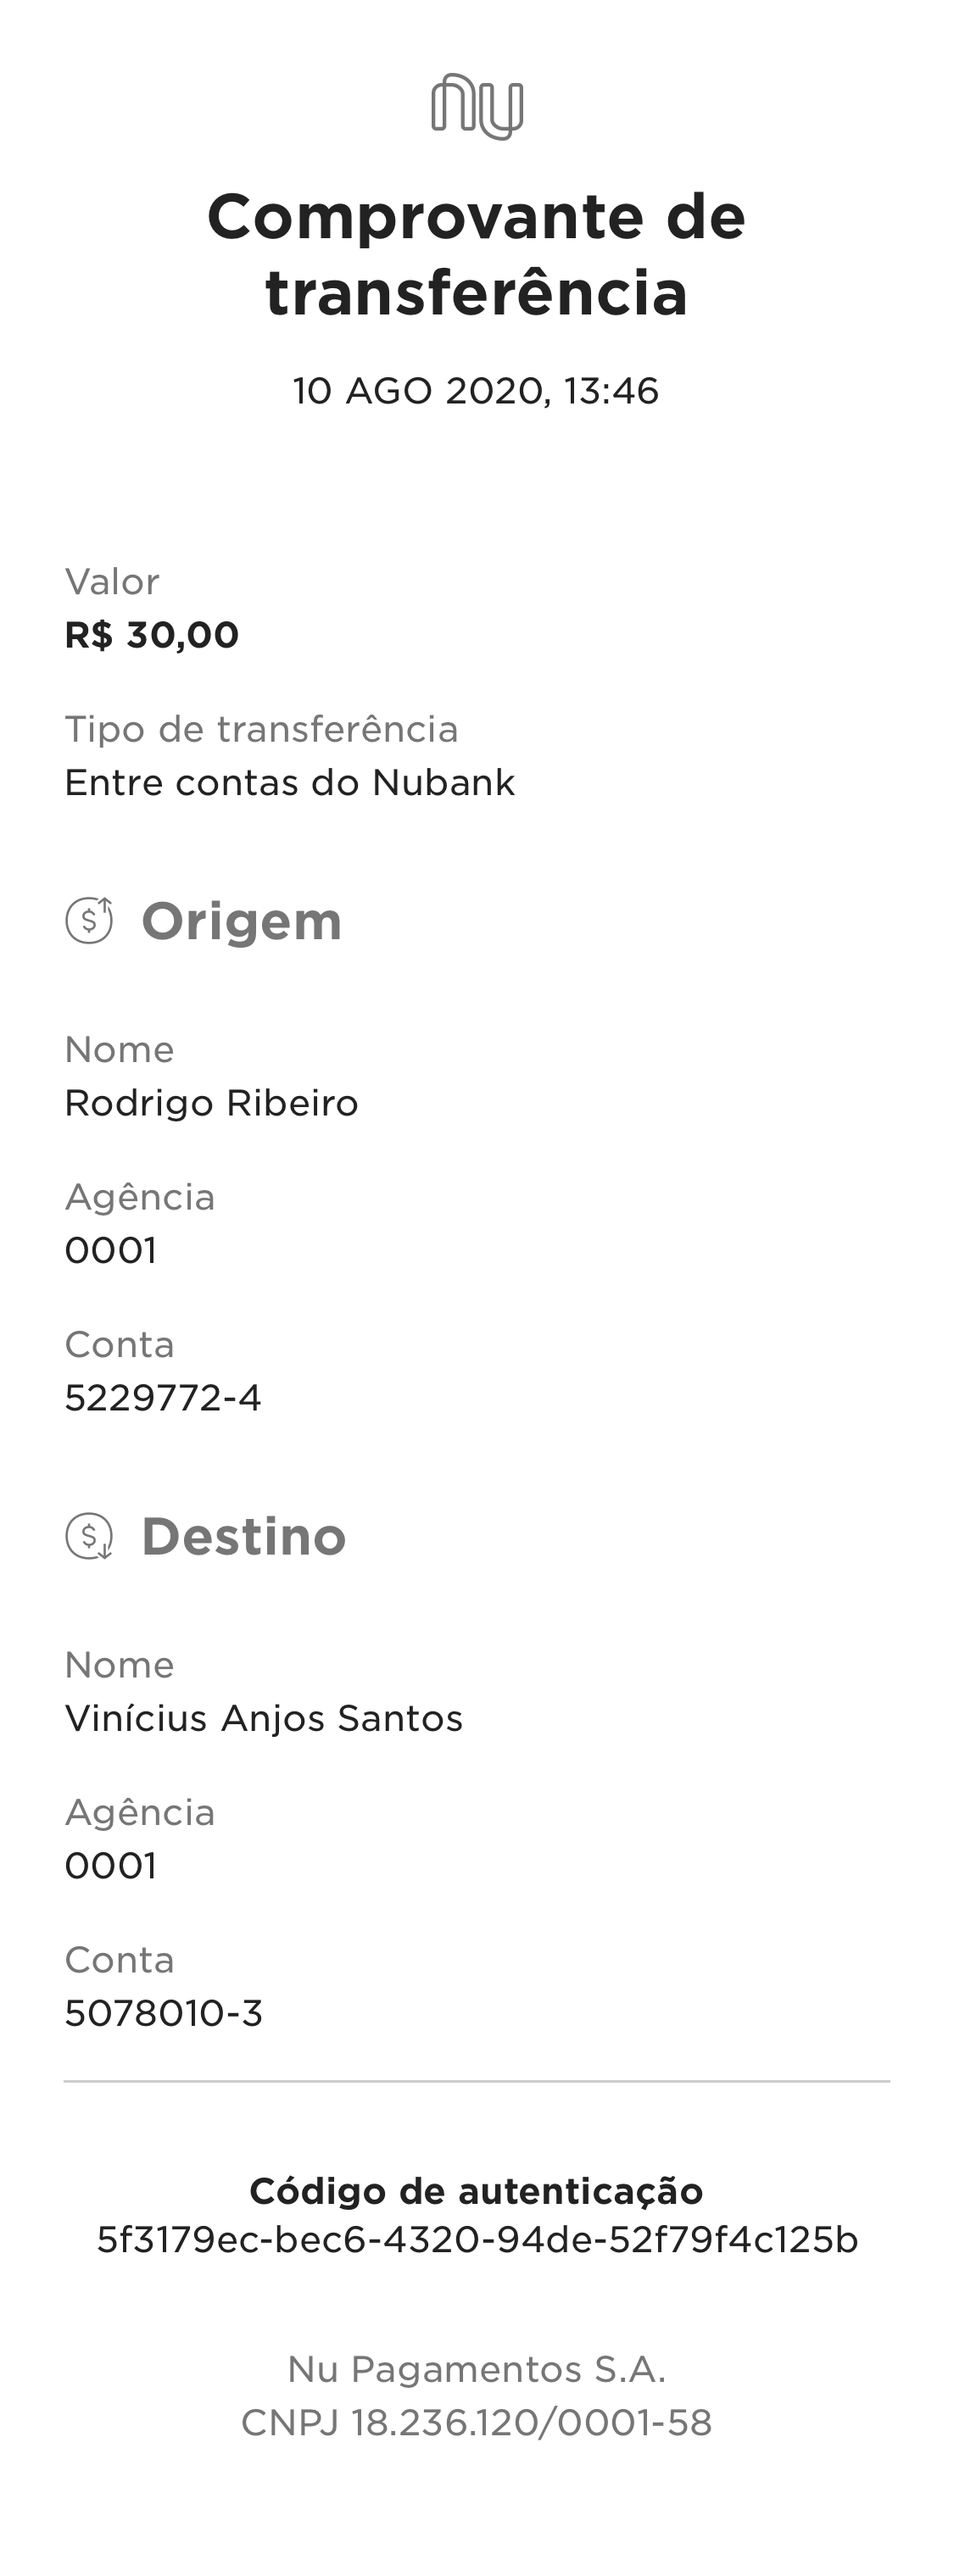 nu
Comprovante de
transferência
10 AGO 2020, 13:46
Valor
R$ 30,00
Tipo de transferência
Entre contas do Nubank
Origem
Nome
Rodrigo Ribeiro
Agência
0001
Conta
5229772-4
Destino
Nome
Vinícius Anjos Santos
Agência
0001
Conta
5078010-3
Código de autenticação
5f3179ec-bec6-4320-94de-52f79f4c125b
Nu Pagamentos S.A.
CNPJ 18.236.120/0001-58